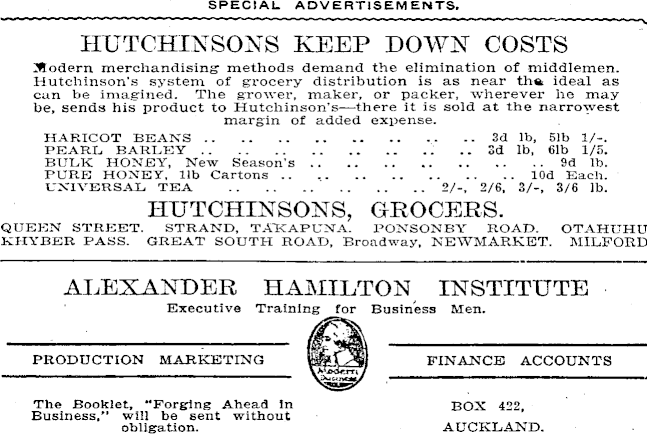 SPECIAL ADVERTISEMENTS.
HUTCHINSONS KEEP DOWN COSTS
Modern merchandising methods demand the elimination of middlemen.
Hutchinson's system of grocery distribution is as near the ideal as
can be imagined. The grower, maker, or packer, wherever he may
be, sends his product to Hutchinson's—there it is sold at the narrowest
margin of added expense.
HARICOT BEANS .. .. .. .. .. .. .. .. 3d lb, 5lb 1/-.
PEARL BARLEY .. .. .. .. .. .. .. .. 3d lb, 6lb 1/5.
BULK HONEY, New Season's .. .. .. .. .. .. .. 9d lb.
PURE HONEY, 1lb Cartons .. .. .. .. .. .. .. 10d Each.
UNIVERSAL TEA .. .. .. .. .. .. 2/-, 2/6, 3/-, 3/6 lb.
HUTCHINSONS, GROCERS.
QUEEN STREET. STRAND, TAKAPUNA. PONSONBY ROAD. OTAHUHU
KHYBER PASS. GREAT SOUTH ROAD, Broadway, NEWMARKET. MILFORD
ALEXANDER HAMILTON INSTITUTE
Executive Training for Business Men.
PRODUCTION MARKETING
Modern
Business
FINANCE ACCOUNTS
The Booklet, "Forging Ahead in
Business," will be sent without
obligation.
BOX 422,
AUCKLAND.